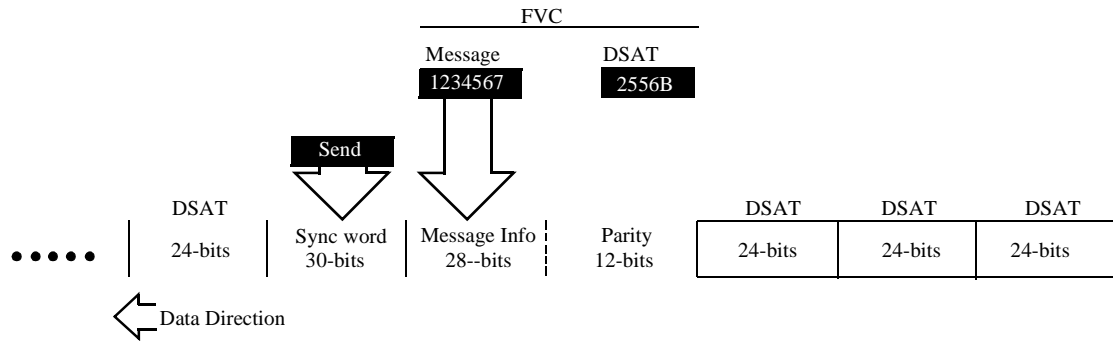 FVC
Message DSAT
1234567 2556B
Send
DSAT DSAT DSAT DSAT
24-bits Sync word Message Info Parity 24-bits 24-bits 24-bits
30-bits 28--bits 12-bits
Data Direction